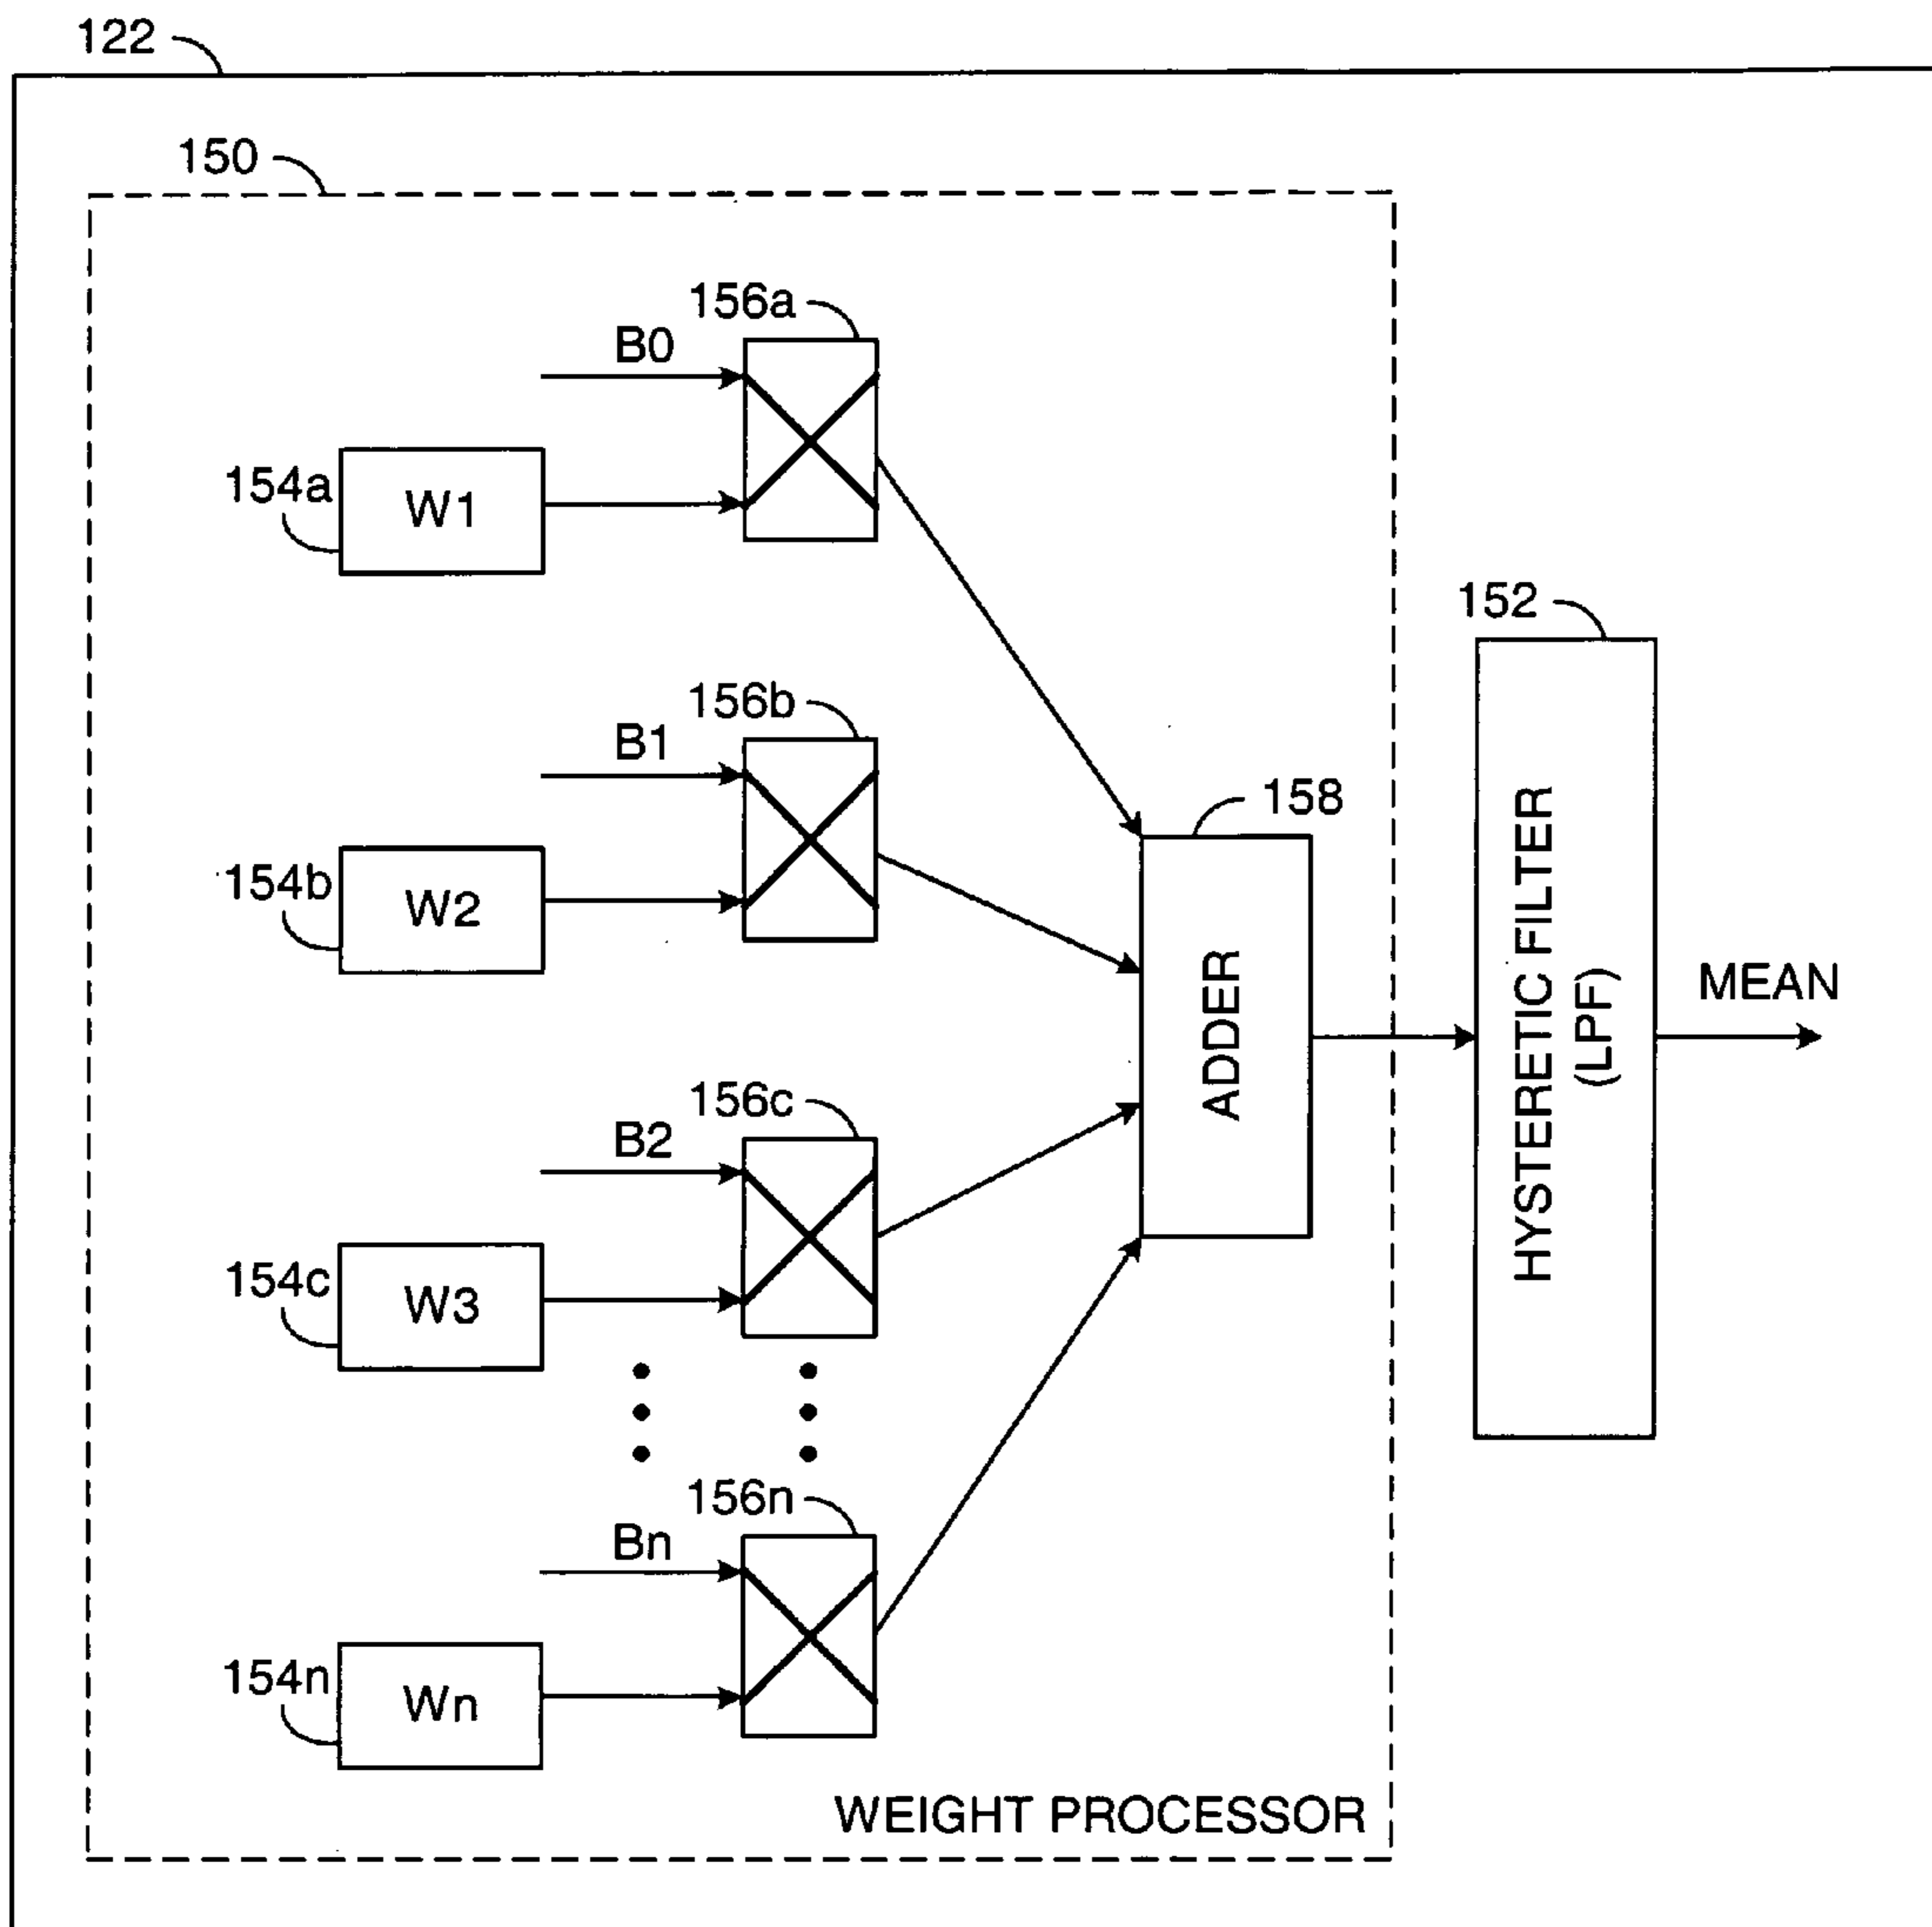 122
150
156a
B0
154a
W1
152
156b
B1
158
154b
W2
ADDER
HYSTERETIC FILTER
(LPF)
MEAN
156c
B2
154c
W3
156n
Bn
154n
Wn
WEIGHT PROCESSOR